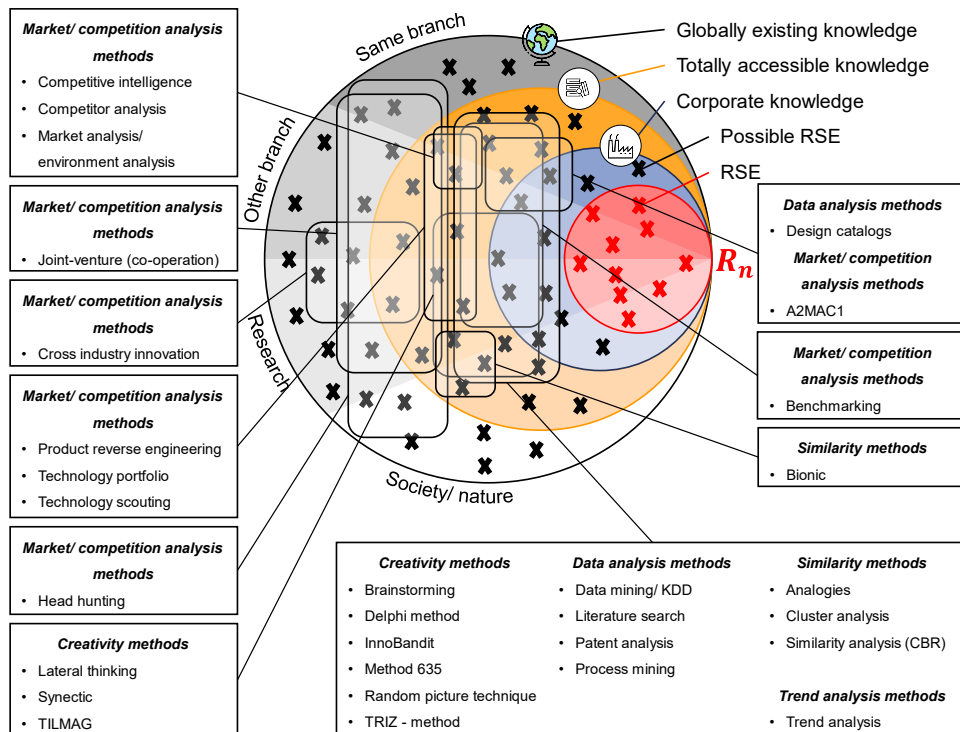 Market/ competition analysis
methods
• Competitive intelligence
• Competitor analysis
• Market analysis/
environment analysis
Market/ competition analysis
methods
• Joint-venture (co-operation)
Market/ competition analysis
methods
• Cross industry innovation
Market/ competition analysis
methods
• Product reverse engineering
• Technology portfolio
• Technology scouting
Market/ competition analysis
methods
• Head hunting
Creativity methods
• Lateral thinking
• Synectic
• TILMAG
Same branch
Other branch
Research
Society/ nature
Globally existing knowledge
Totally accessible knowledge
Corporate knowledge
Possible RSE
RSE
Rn
Data analysis methods
• Design catalogs
Market/ competition
analysis methods
• A2MAC1
Market/ competition
analysis methods
• Benchmarking
Similarity methods
• Bionic
Creativity methods
• Brainstorming
• Delphi method
• InnoBandit
• Method 635
• Random picture technique
• TRIZ - method
Data analysis methods
• Data mining/ KDD
• Literature search
• Patent analysis
• Process mining
Similarity methods
• Analogies
• Cluster analysis
• Similarity analysis (CBR)
Trend analysis methods
• Trend analysis